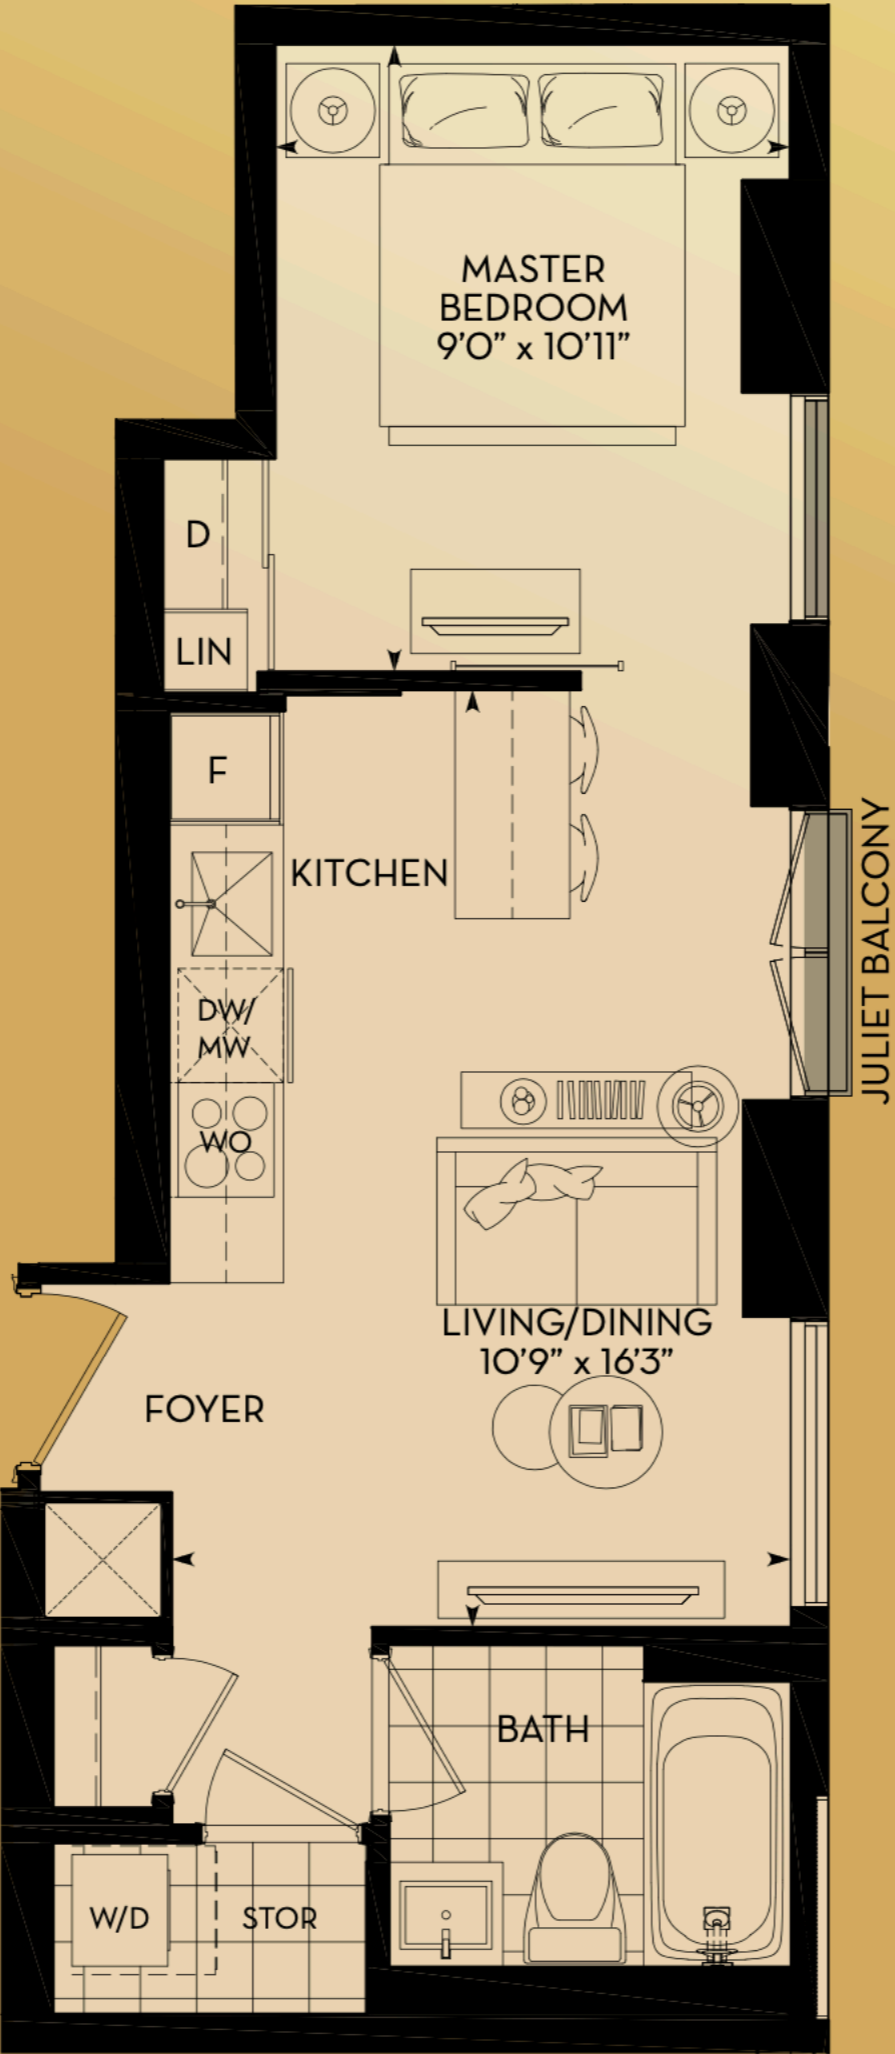 MASTER
BEDROOM
9'0" x 10'11"
D
LIN
F
KITCHEN
JULIET BALCONY
DW/
MW
WO
LIVING/DINING
10'9" x 16'3"
FOYER
BATH
W/D
STOR